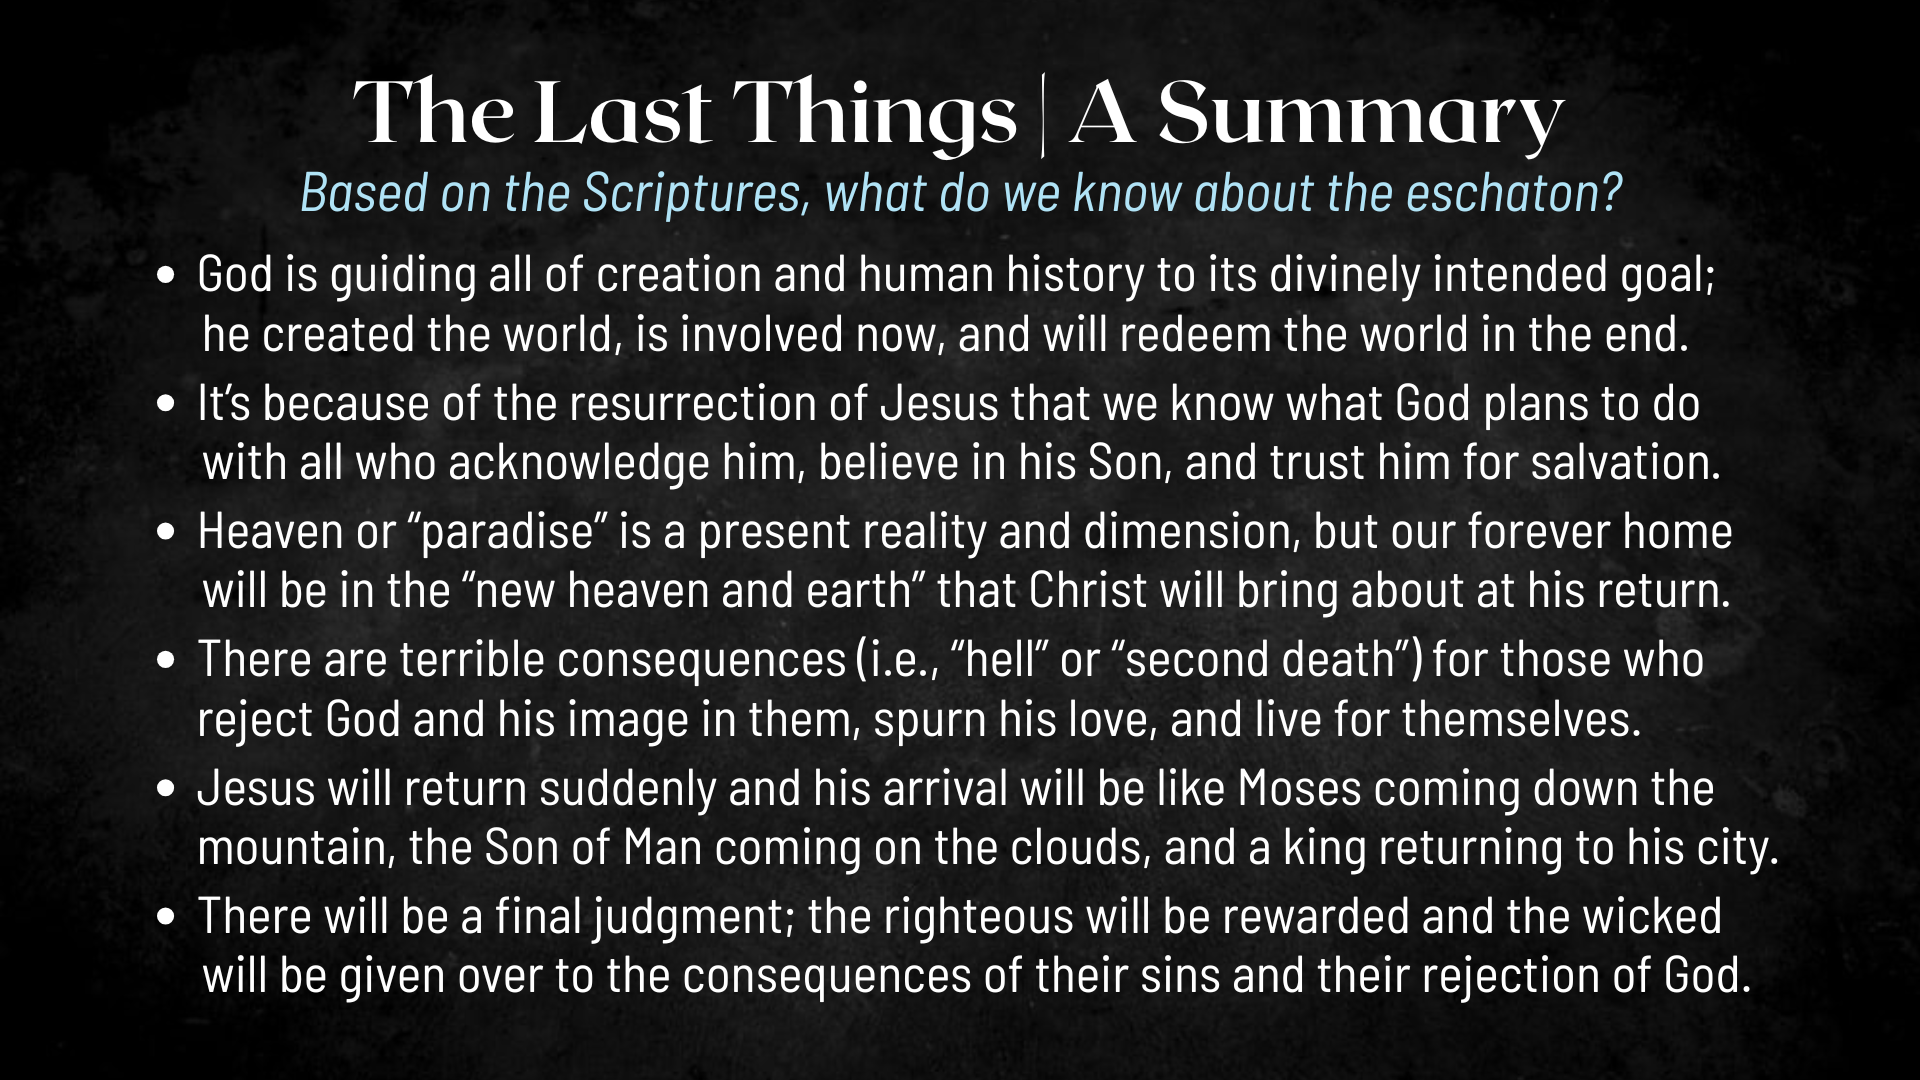 The Last Things | A Summary
Based on the Scriptures, what do we know about the eschaton?
• God is guiding all of creation and human history to its divinely intended goal;
he created the world, is involved now, and will redeem the world in the end.
• It’s because of the resurrection of Jesus that we know what God plans to do
with all who acknowledge him, believe in his Son, and trust him for salvation.
• Heaven or “paradise” is a present reality and dimension, but our forever home
will be in the “new heaven and earth” that Christ will bring about at his return.
• There are terrible consequences (i.e., “hell” or “second death”) for those who
reject God and his image in them, spurn his love, and live for themselves.
• Jesus will return suddenly and his arrival will be like Moses coming down the
mountain, the Son of Man coming on the clouds, and a king returning to his city.
• There will be a final judgment; the righteous will be rewarded and the wicked
will be given over to the consequences of their sins and their rejection of God.